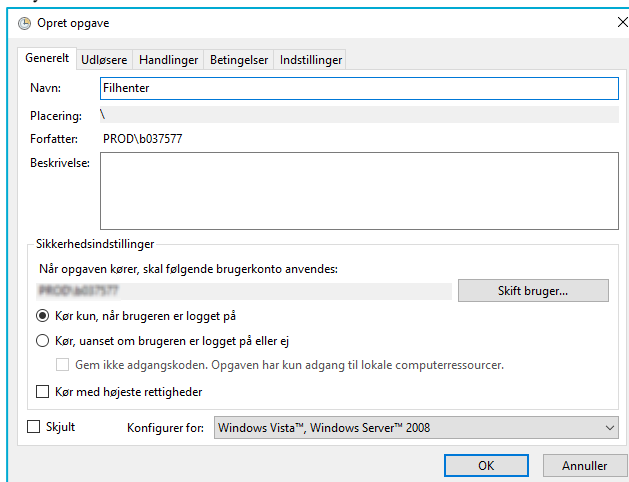 Opret opgave
Generelt Udløsere Handlinger Betingelser Indstillinger
Navn: Filhenter
Placering: \
Forfatter: PROD\b037577
Beskrivelse:
Sikkerhedsindstillinger
Når opgaven kører, skal følgende brugerkonto anvendes:
Skift bruger...
Kør kun, når brugeren er logget på
Kør, uanset om brugeren er logget på eller ej
Gem ikke adgangskoden. Opgaven har kun adgang til lokale computerressourcer.
Kør med højeste rettigheder
Skjult Konfigurer for: Windows Vista™, Windows Server™ 2008
OK Annuller